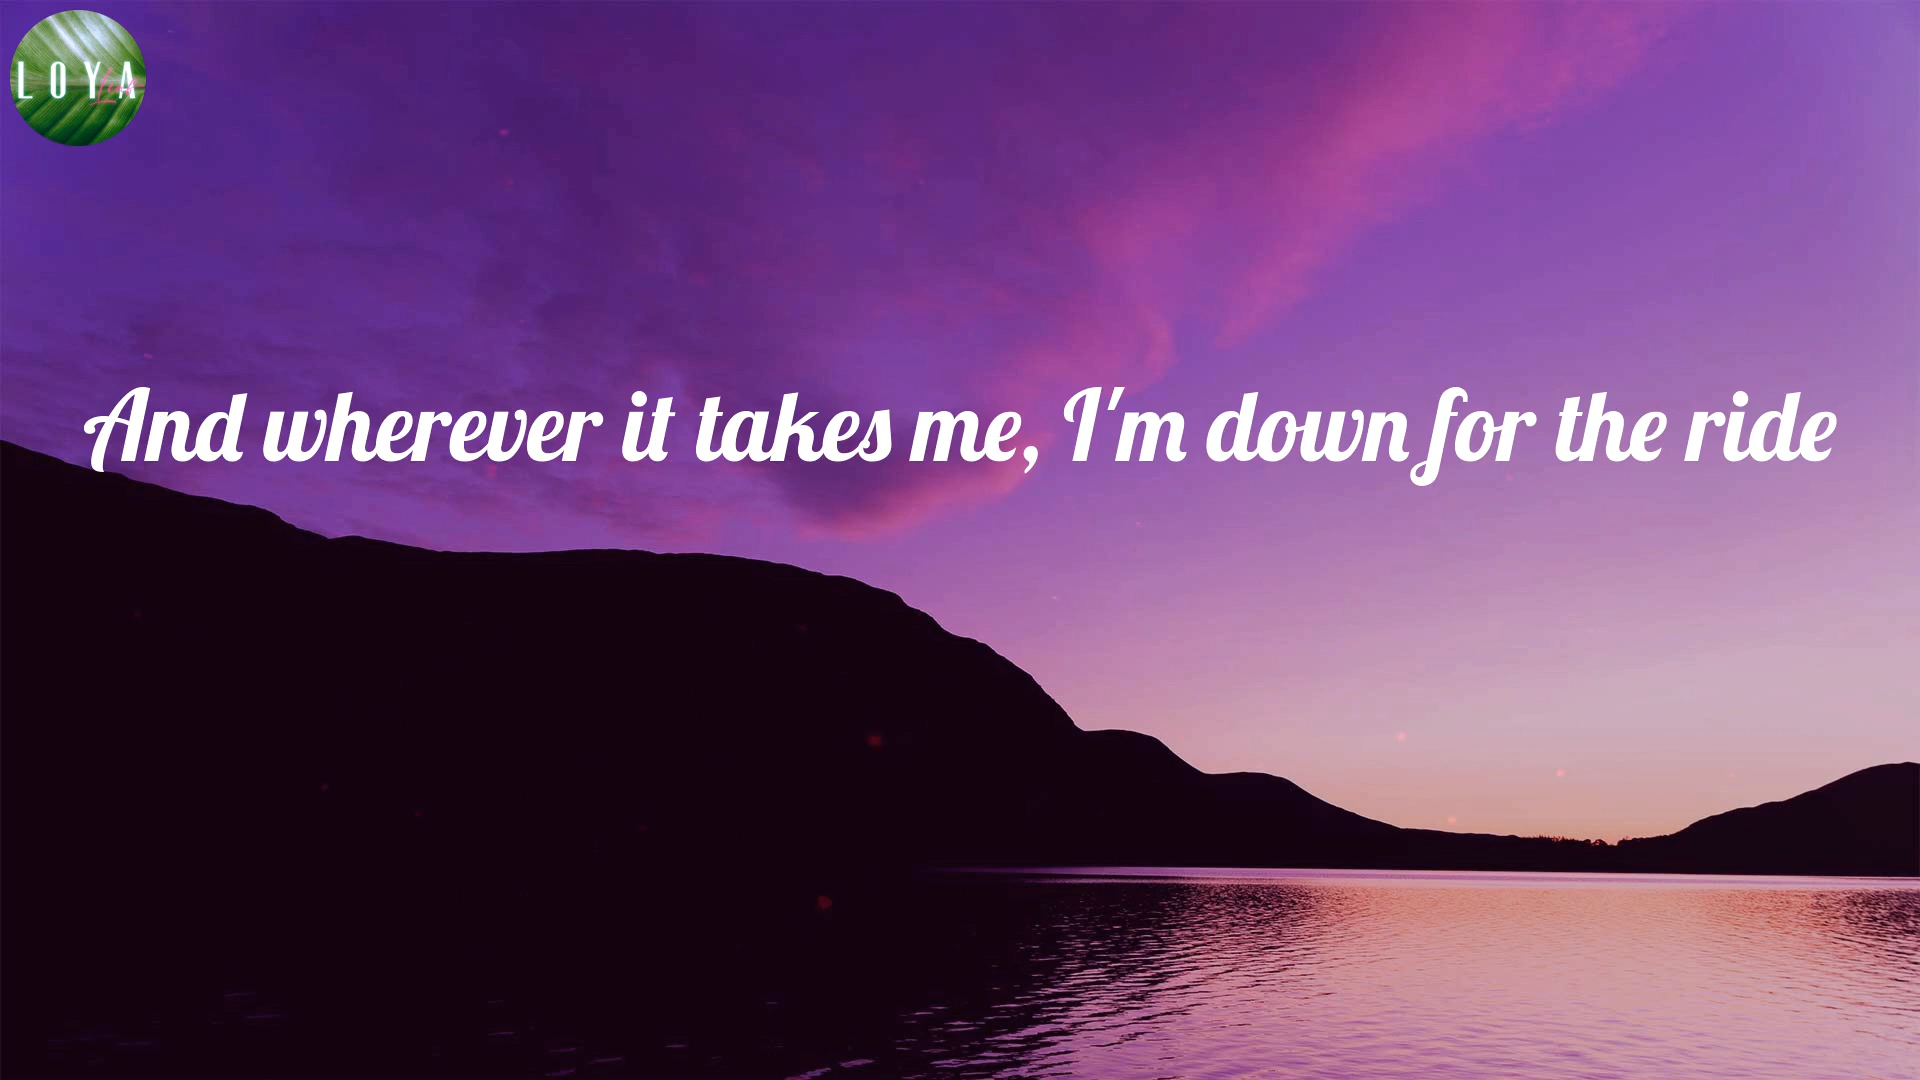 LOYA
And wherever it takes me, I'm down for the ride